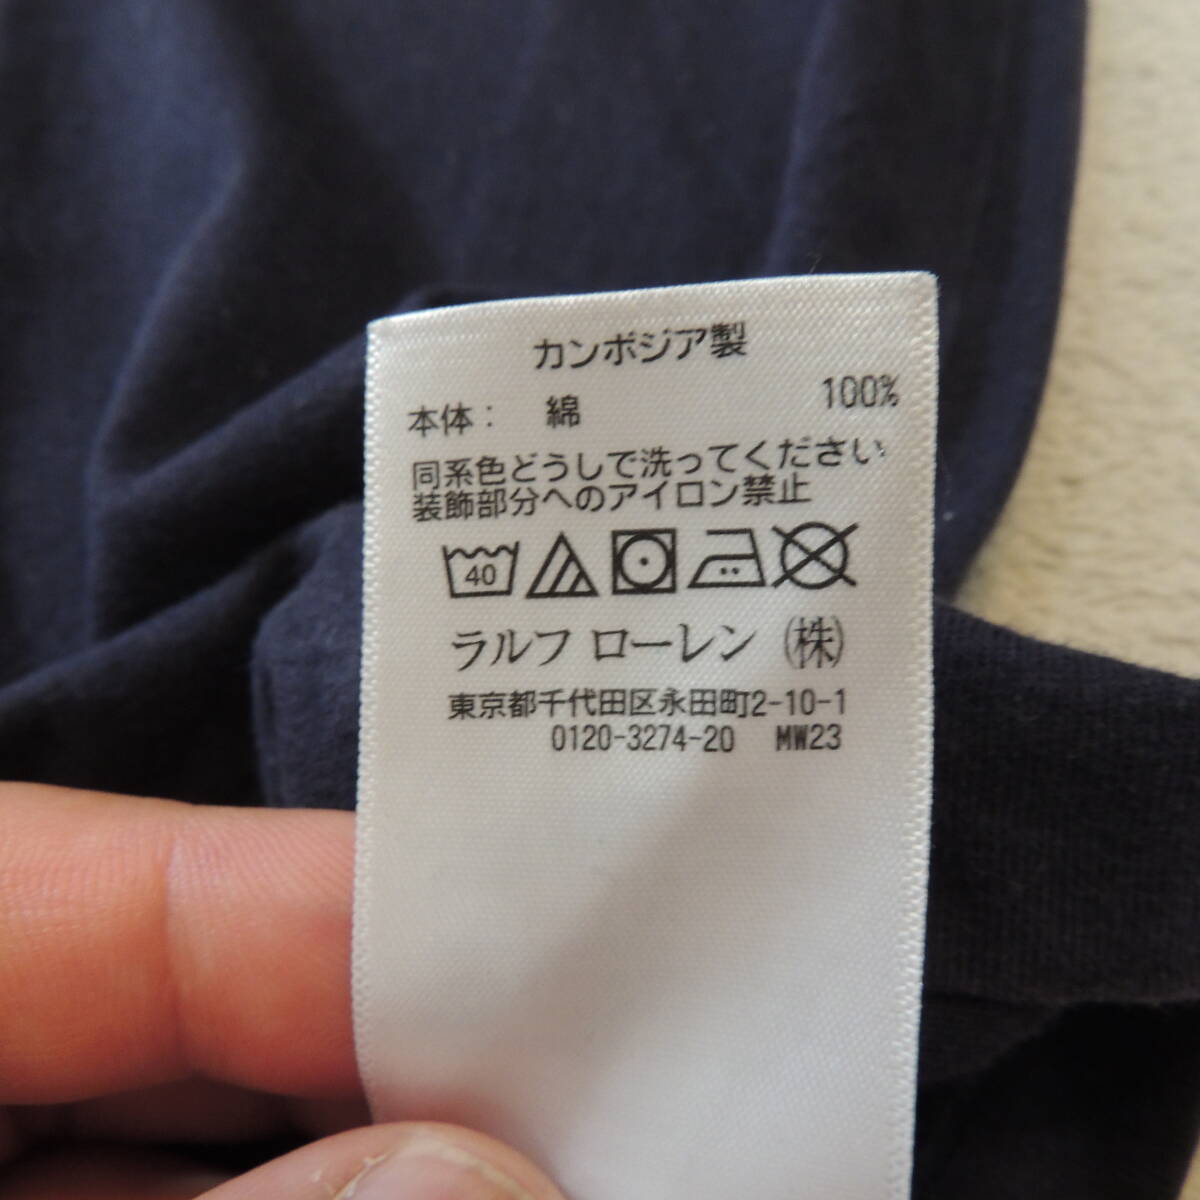 カンボジア製
本体： 綿 100%
同系色どうしで洗ってください
装飾部分へのアイロン禁止
40
ラルフ ローレン ㈱
東京都千代田区永田町2-10-1
0120-3274-20 MW23